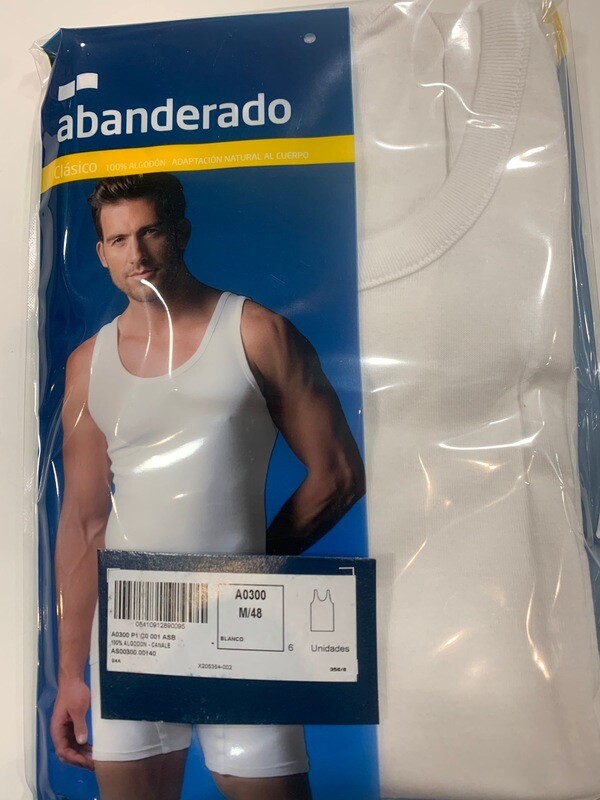 abanderado
Clásico 100% ALGODÓN · ADAPTACIÓN NATURAL AL CUERPO
A0300
M/48
BLANCO
6 Unidades
A0300 P1 00 001 ASB
100% ALGODON - CANALE
AS00300.00140